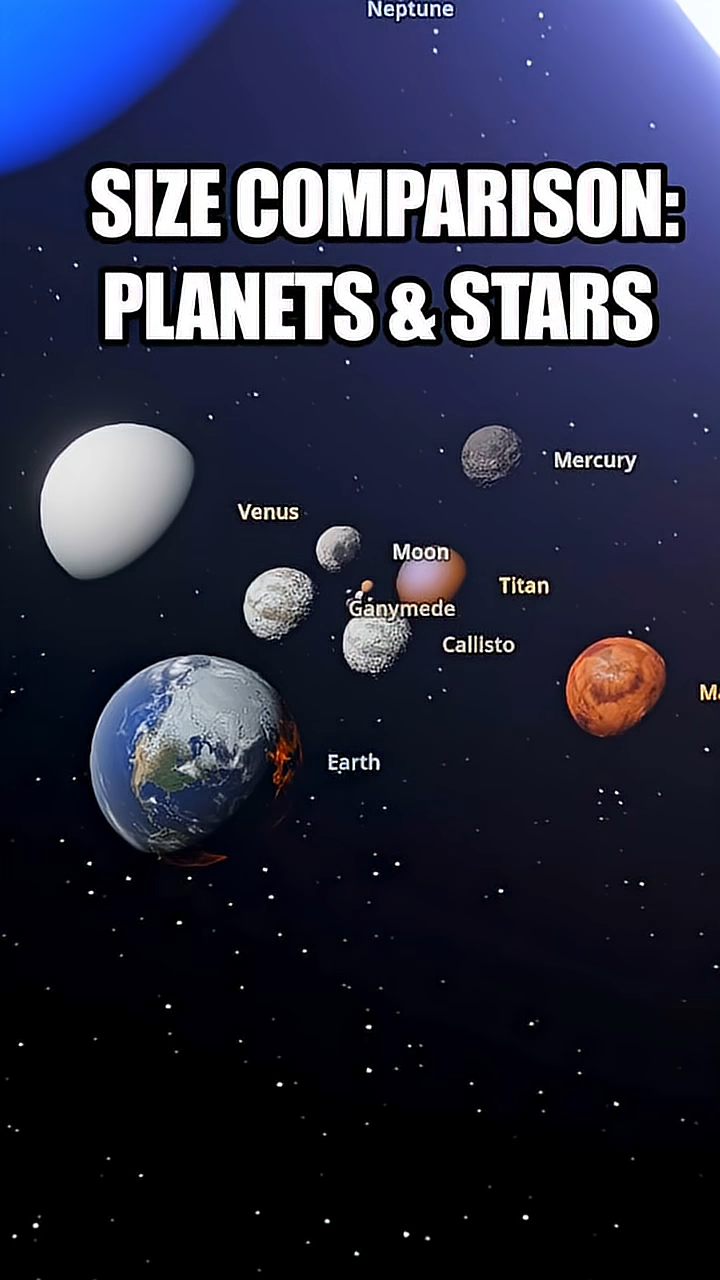 Neptune
SIZE COMPARISON:
PLANETS & STARS
Mercury
Venus
Moon
Titan
Ganymede
Callisto
Earth